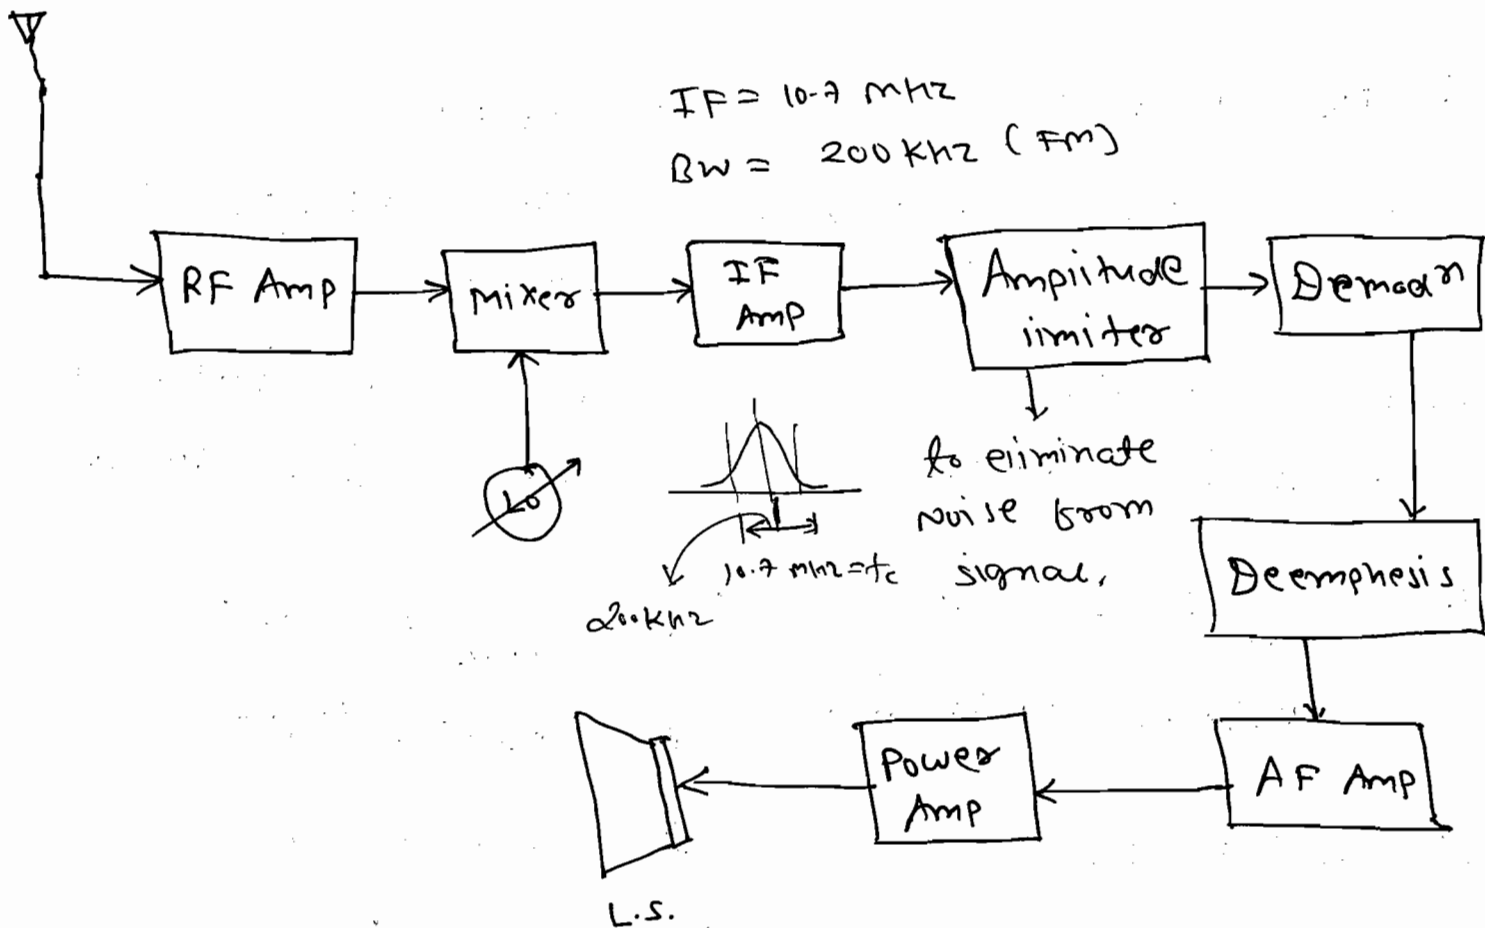 IF = 10.7 MHz
BW = 200 KHz (FM)
RF Amp
Mixer
IF
AMP
Amplitude
limiter
Demodn
LO
to eliminate
Noise from
signal.
10.7 MHz = fc
200 KHz
Deemphesis
AF Amp
Power
Amp
L.S.